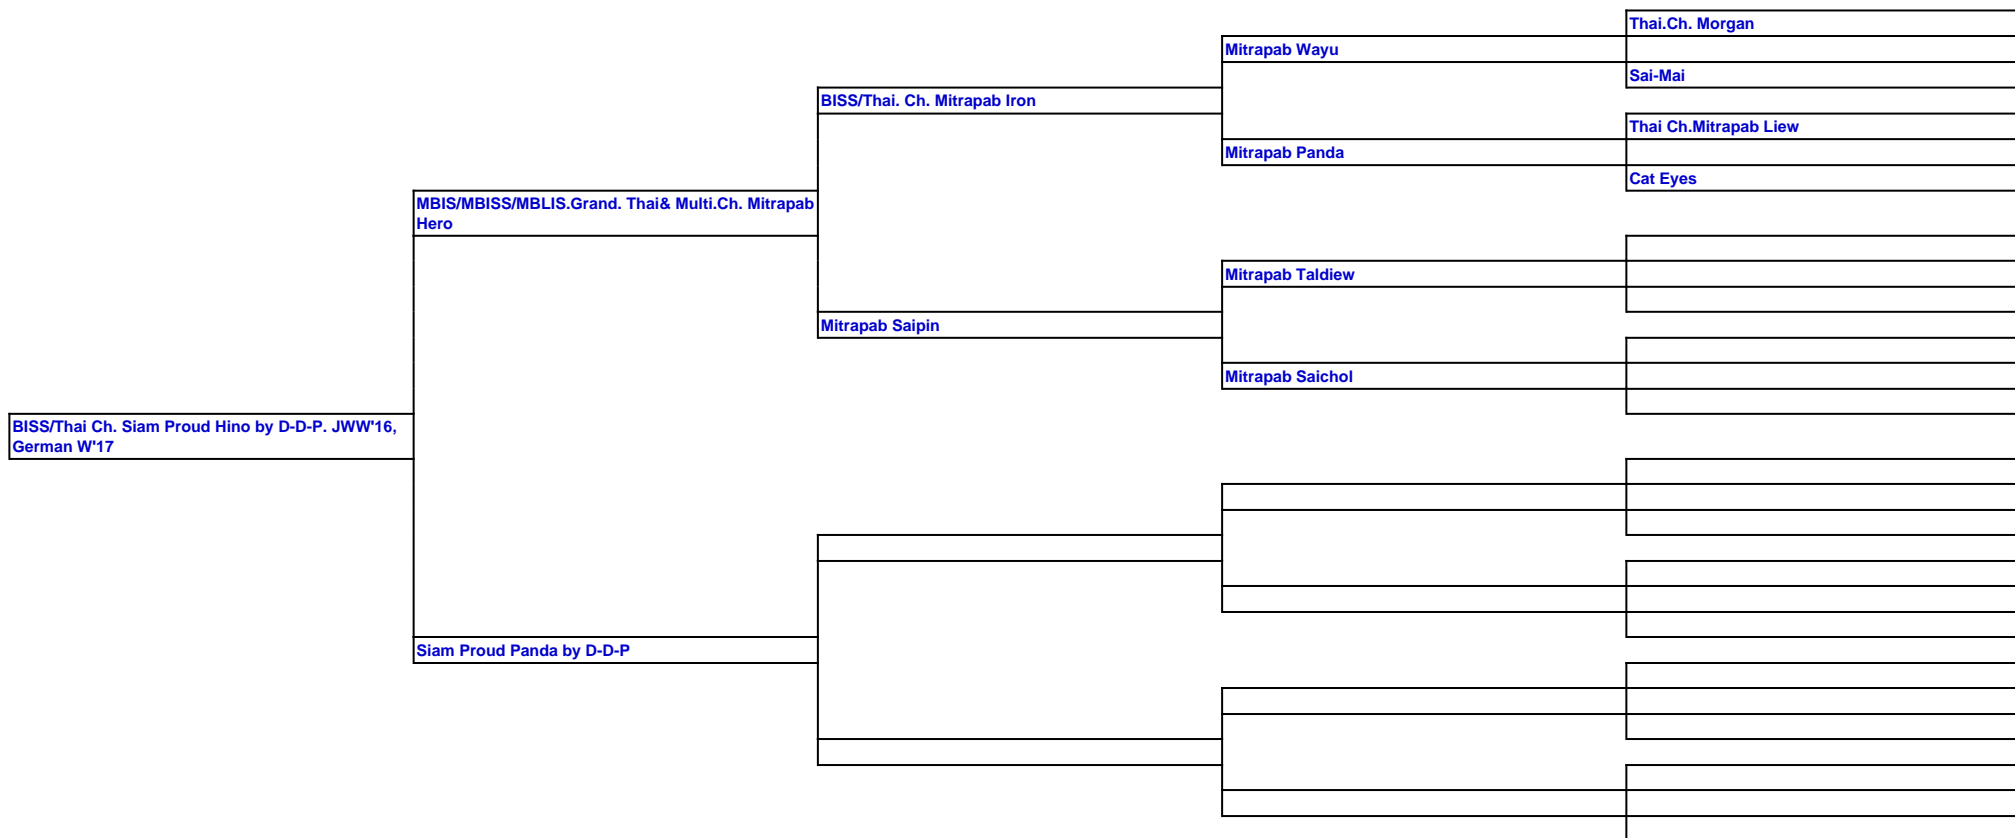 Thai.Ch. Morgan
Mitrapab Wayu
Sai-Mai
BISS/Thai. Ch. Mitrapab Iron
Thai Ch.Mitrapab Liew
Mitrapab Panda
Cat Eyes
MBIS/MBISS/MBLIS.Grand. Thai& Multi.Ch. Mitrapab
Hero
Mitrapab Taldiew
Mitrapab Saipin
Mitrapab Saichol
BISS/Thai Ch. Siam Proud Hino by D-D-P. JWW'16,
German W'17
Siam Proud Panda by D-D-P